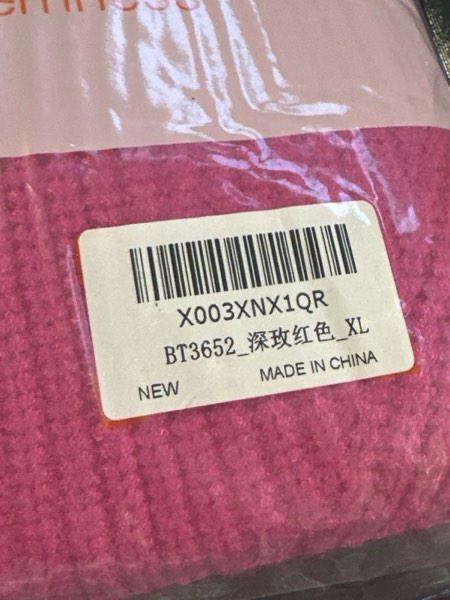 X003XNX1QR
BT3652_深玫红色_XL
NEW MADE IN CHINA